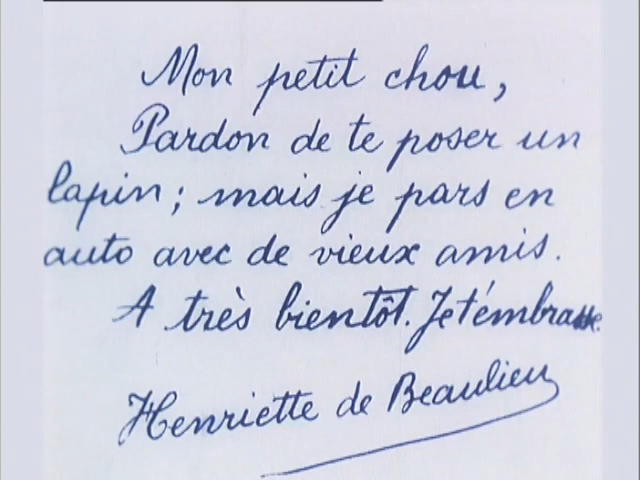 Mon petit chou,
Pardon de te poser un
lapin; mais je pars en
auto avec de vieux amis.
A très bientôt. Je t'émbrasse.
Henriette de Beaulieu